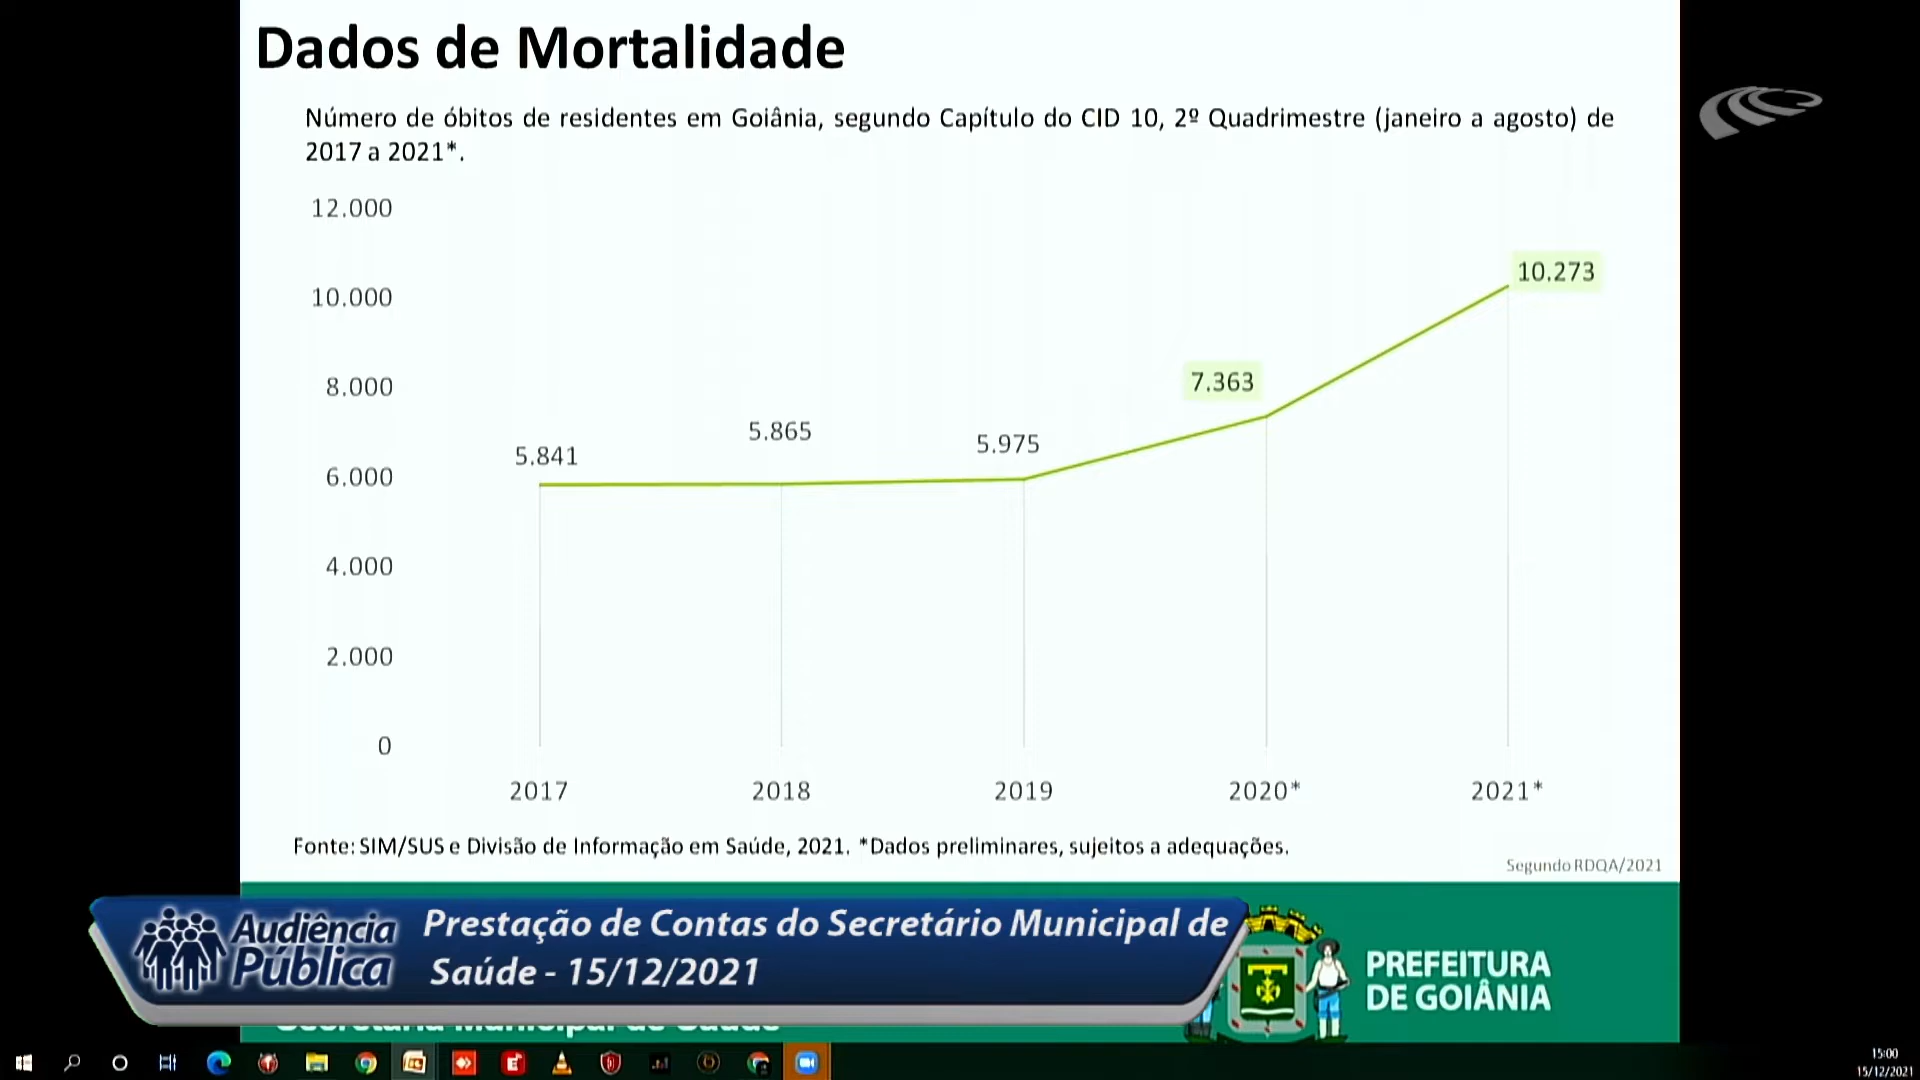 Dados de Mortalidade
Número de óbitos de residentes em Goiânia, segundo Capítulo do CID 10, 2º Quadrimestre (janeiro a agosto) de
2017 a 2021*.
12.000
10.000
8.000
6.000
4.000
2.000
0
5.841
5.865
5.975
7.363
10.273
2017
2018
2019
2020*
2021*
Fonte: SIM/SUS e Divisão de Informação em Saúde, 2021. *Dados preliminares, sujeitos a adequações.
Segundo RDQA/2021
Audiência
Pública
Prestação de Contas do Secretário Municipal de
Saúde - 15/12/2021
PREFEITURA
DE GOIÂNIA
Secretaria Municipal de Saúde
15:00
15/12/2021